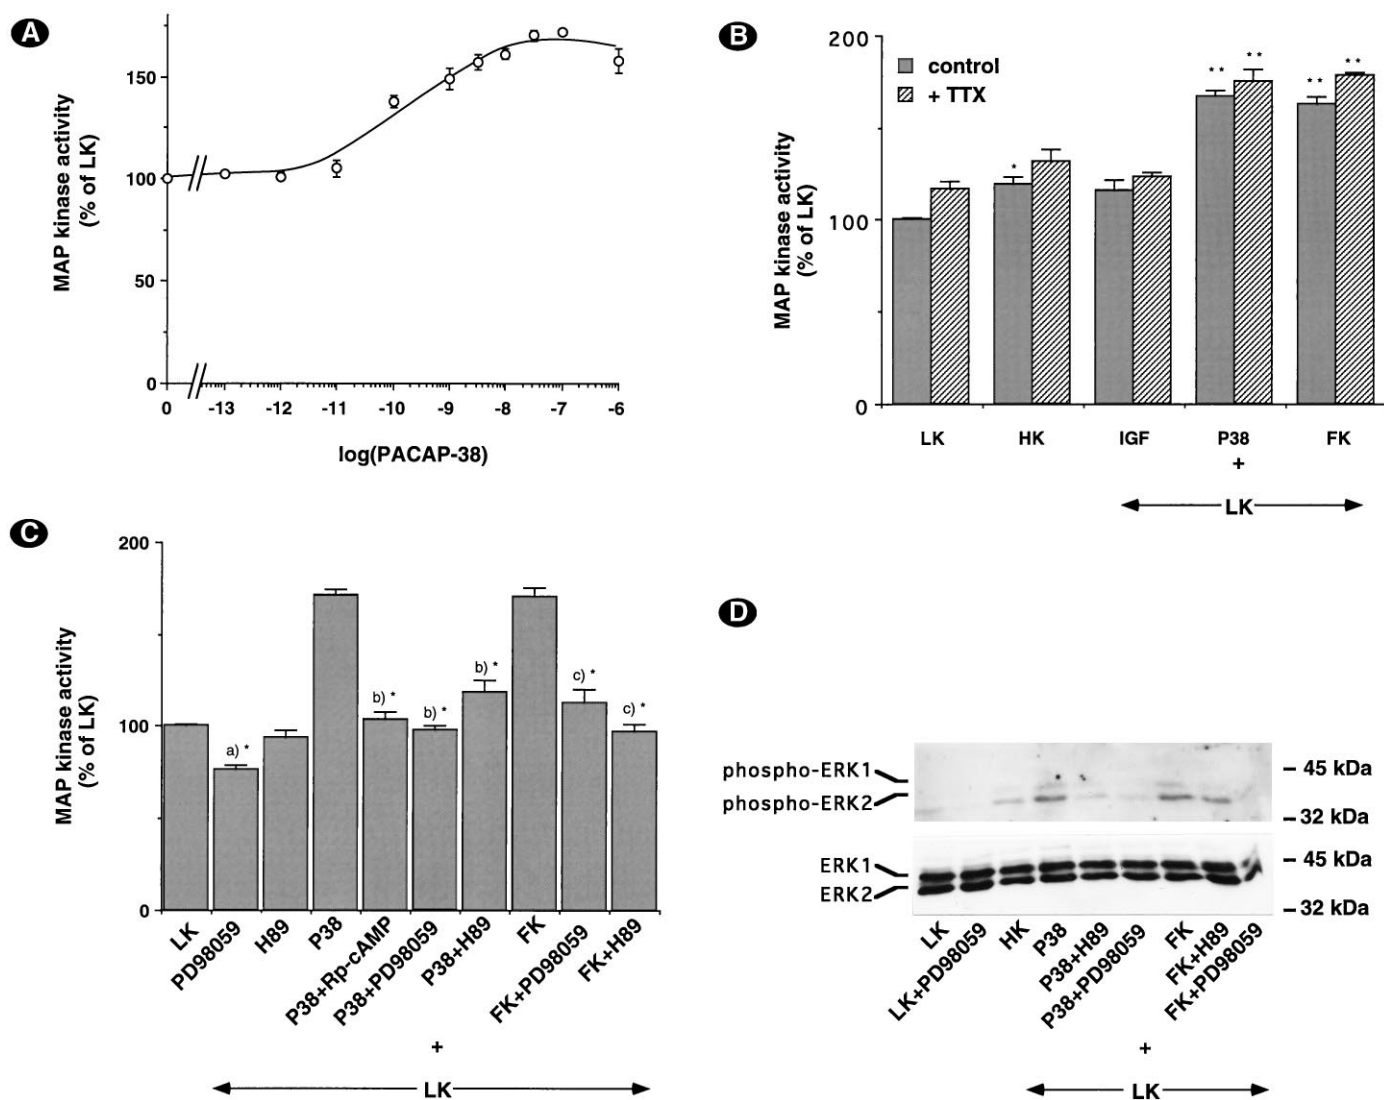 A
MAP kinase activity
(% of LK)
150
100
50
0
0 -13 -12 -11 -10 -9 -8 -7 -6
log(PACAP-38)
B
MAP kinase activity
(% of LK)
200
100
0
control
+ TTX
*
* *
* *
* *
* *
LK HK IGF P38 FK
+
LK
C
MAP kinase activity
(% of LK)
200
100
0
a) *
b) *
b) *
b) *
c) *
c) *
LK
PD98059
H89
P38
P38+Rp-cAMP
P38+PD98059
P38+H89
FK
FK+PD98059
FK+H89
+
LK
D
phospho-ERK1
phospho-ERK2
45 kDa
32 kDa
ERK1
ERK2
45 kDa
32 kDa
LK
LK+PD98059
HK
P38
P38+H89
P38+PD98059
FK
FK+H89
FK+PD98059
+
LK